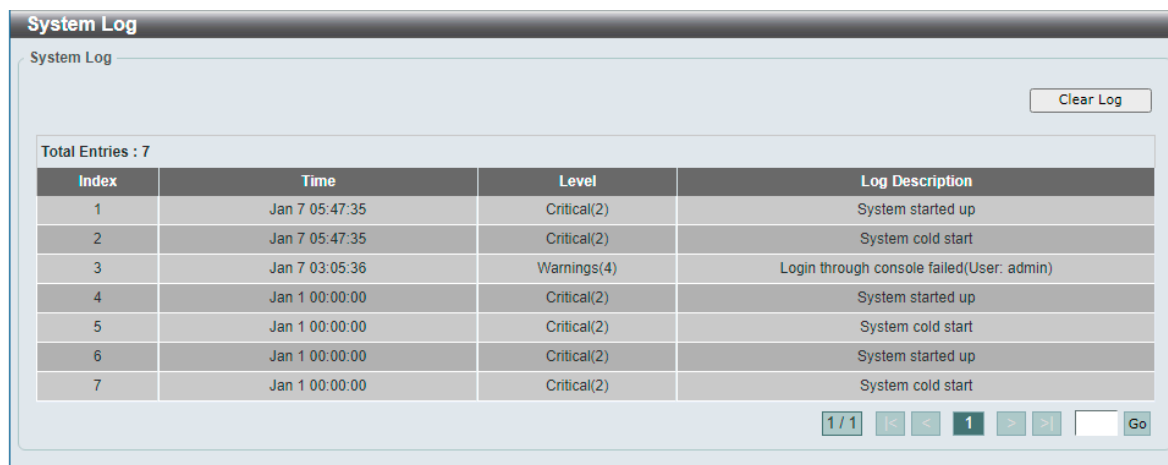 System Log
System Log
Clear Log
Total Entries : 7
Index Time Level Log Description
1 Jan 7 05:47:35 Critical(2) System started up
2 Jan 7 05:47:35 Critical(2) System cold start
3 Jan 7 03:05:36 Warnings(4) Login through console failed(User: admin)
4 Jan 1 00:00:00 Critical(2) System started up
5 Jan 1 00:00:00 Critical(2) System cold start
6 Jan 1 00:00:00 Critical(2) System started up
7 Jan 1 00:00:00 Critical(2) System cold start
1 / 1 |< < 1 > >| Go